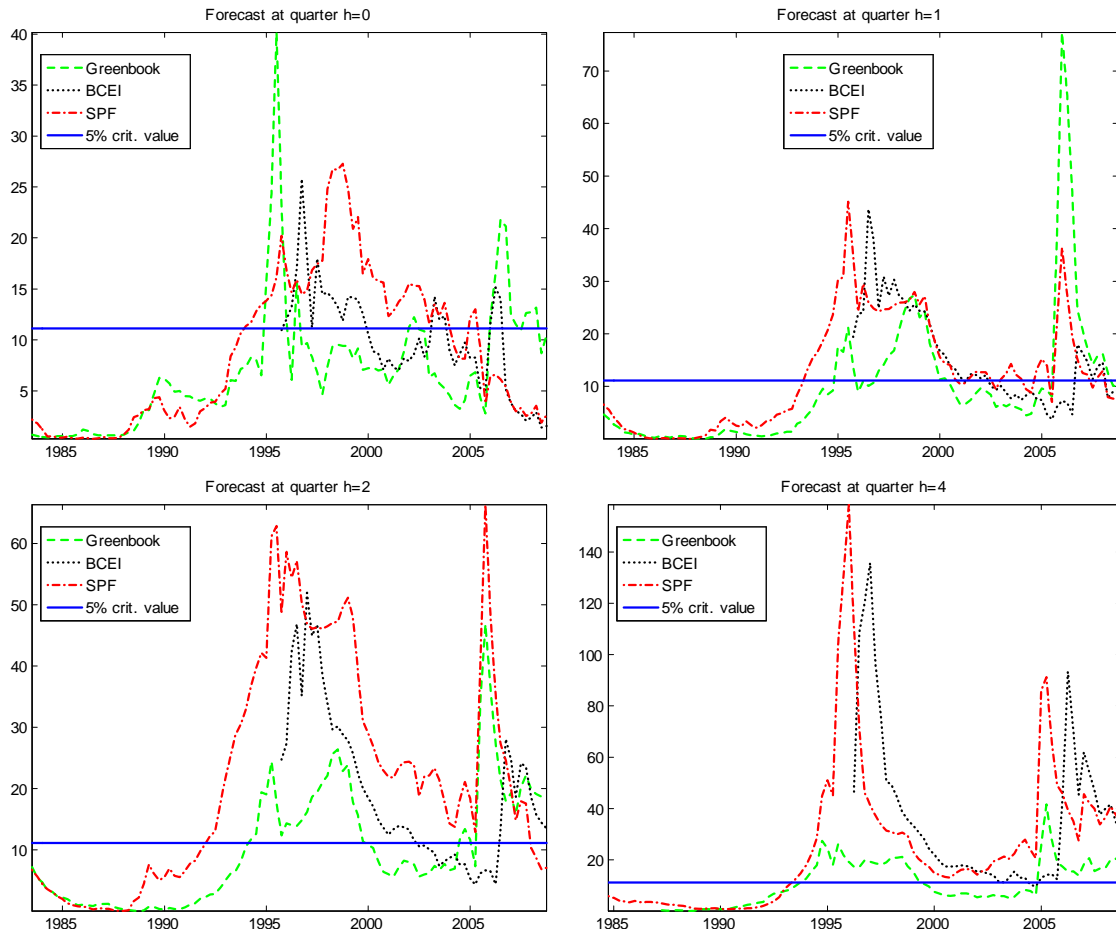 Forecast at quarter h=0
40
35
30
25
20
15
10
5
1985 1990 1995 2000 2005
Greenbook
BCEI
SPF
5% crit. value
Forecast at quarter h=1
70
60
50
40
30
20
10
1985 1990 1995 2000 2005
Greenbook
BCEI
SPF
5% crit. value
Forecast at quarter h=2
60
50
40
30
20
10
1985 1990 1995 2000 2005
Greenbook
BCEI
SPF
5% crit. value
Forecast at quarter h=4
140
120
100
80
60
40
20
1985 1990 1995 2000 2005
Greenbook
BCEI
SPF
5% crit. value